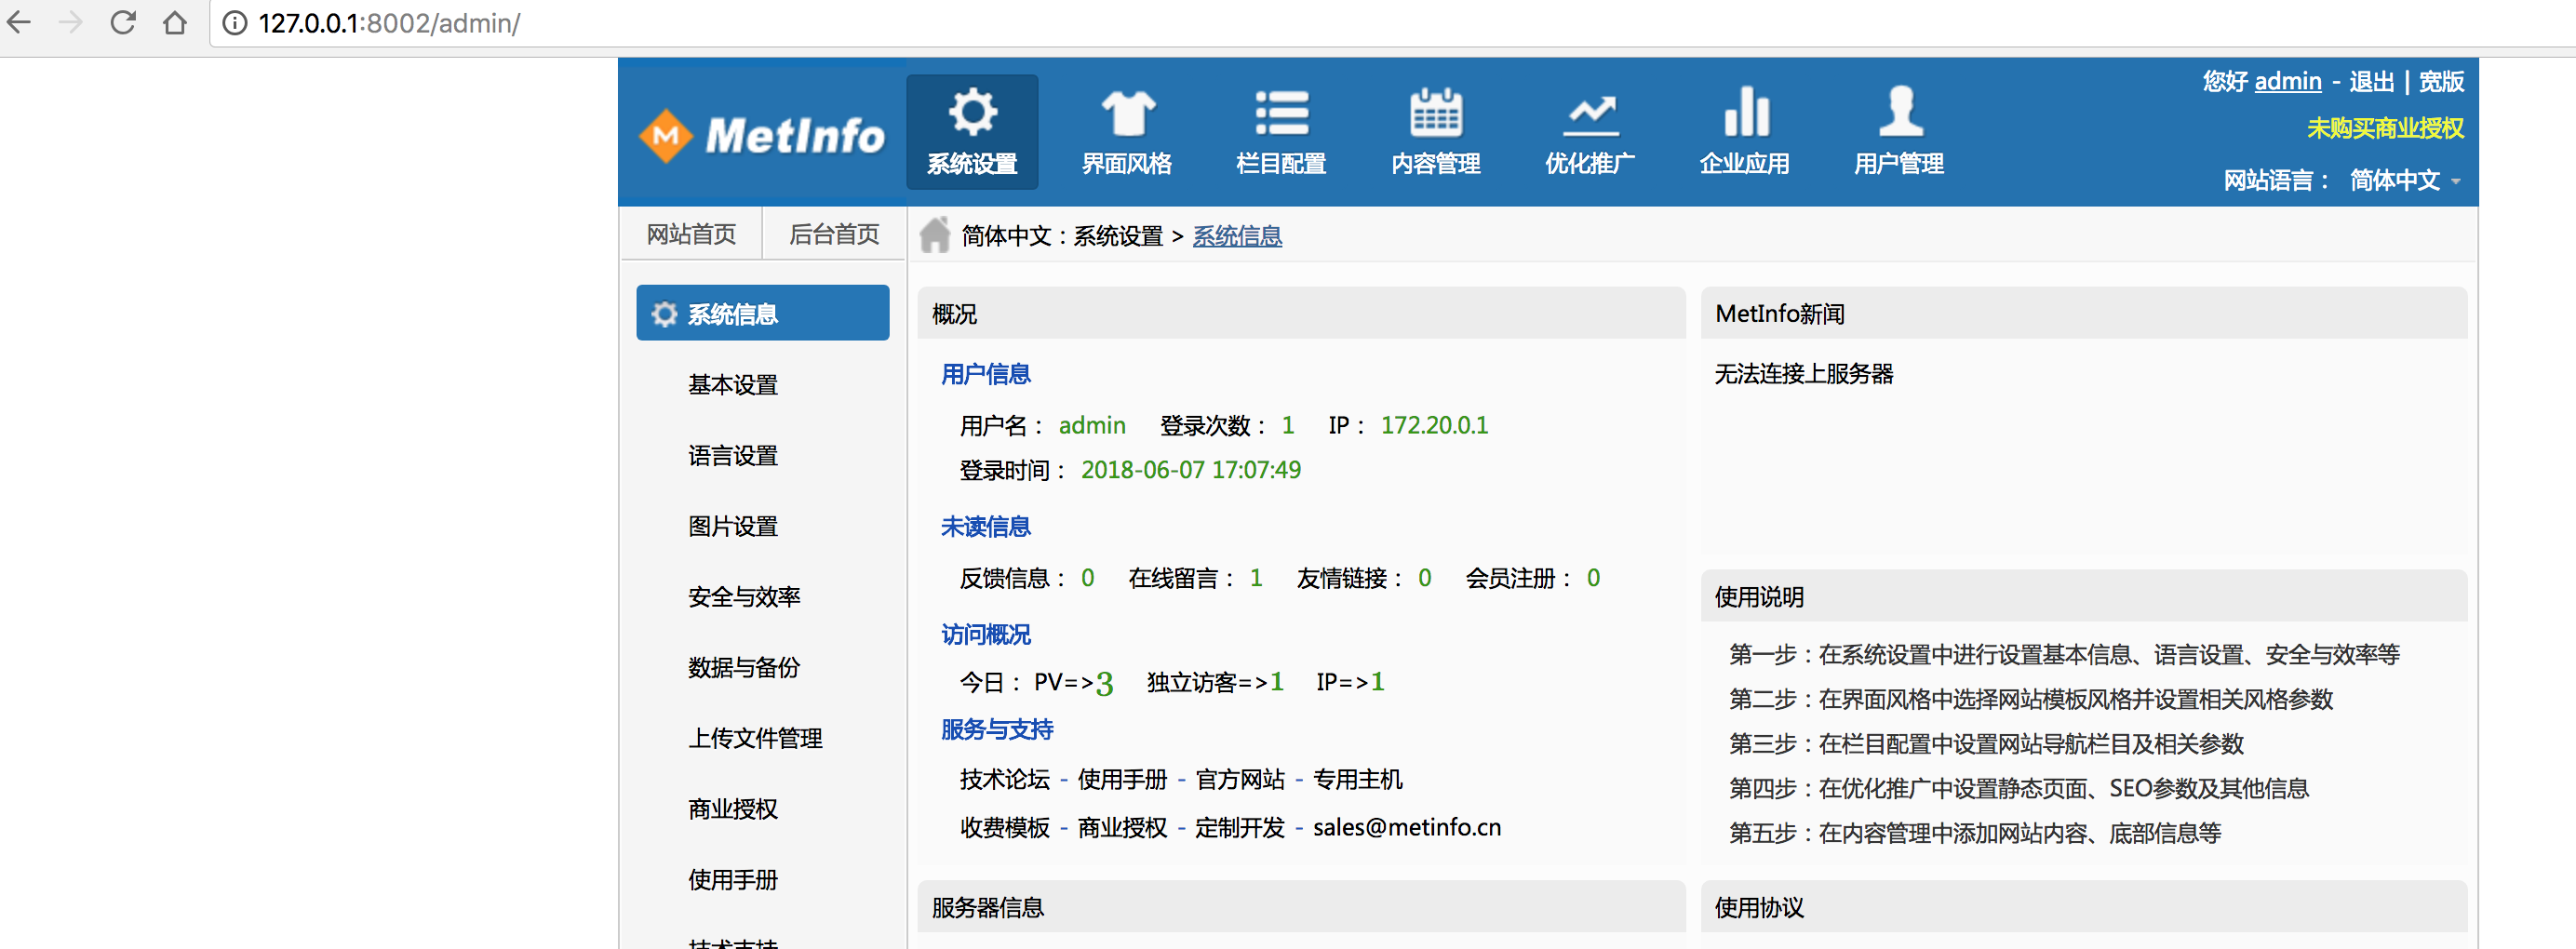 127.0.0.1:8002/admin/
您好 admin - 退出 | 宽版
MetInfo
未购买商业授权
系统设置 界面风格 栏目配置 内容管理 优化推广 企业应用 用户管理
网站语言： 简体中文
网站首页 后台首页
简体中文：系统设置 > 系统信息
系统信息
基本设置
语言设置
图片设置
安全与效率
数据与备份
上传文件管理
商业授权
使用手册
技术支持
概况
用户信息
用户名： admin 登录次数： 1 IP： 172.20.0.1
登录时间： 2018-06-07 17:07:49
未读信息
反馈信息： 0 在线留言： 1 友情链接： 0 会员注册： 0
访问概况
今日： PV=>3 独立访客=>1 IP=>1
服务与支持
技术论坛 - 使用手册 - 官方网站 - 专用主机
收费模板 - 商业授权 - 定制开发 - sales@metinfo.cn
服务器信息
MetInfo新闻
无法连接上服务器
使用说明
第一步：在系统设置中进行设置基本信息、语言设置、安全与效率等
第二步：在界面风格中选择网站模板风格并设置相关风格参数
第三步：在栏目配置中设置网站导航栏目及相关参数
第四步：在优化推广中设置静态页面、SEO参数及其他信息
第五步：在内容管理中添加网站内容、底部信息等
使用协议